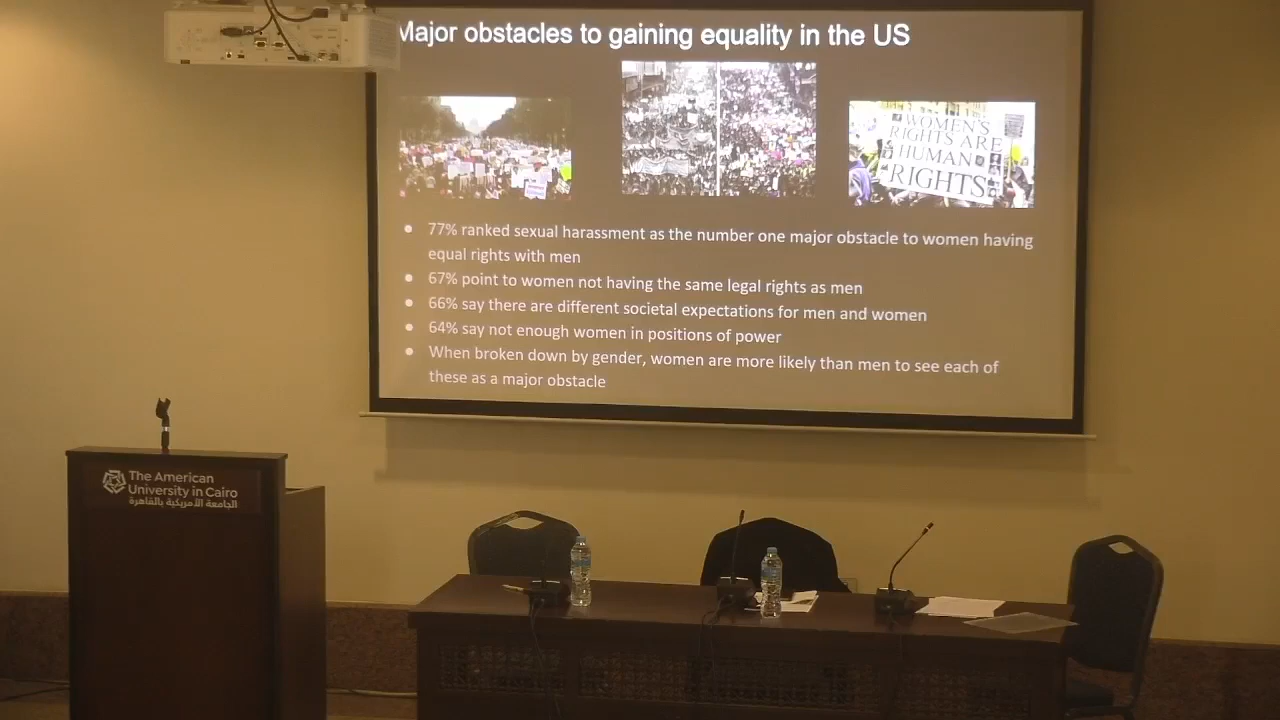 Major obstacles to gaining equality in the US
WOMEN'S
RIGHTS ARE
HUMAN
RIGHTS
• 77% ranked sexual harassment as the number one major obstacle to women having
equal rights with men
• 67% point to women not having the same legal rights as men
• 66% say there are different societal expectations for men and women
• 64% say not enough women in positions of power
• When broken down by gender, women are more likely than men to see each of
these as a major obstacle
The American
University in Cairo
الجامعة الأمريكية بالقاهرة